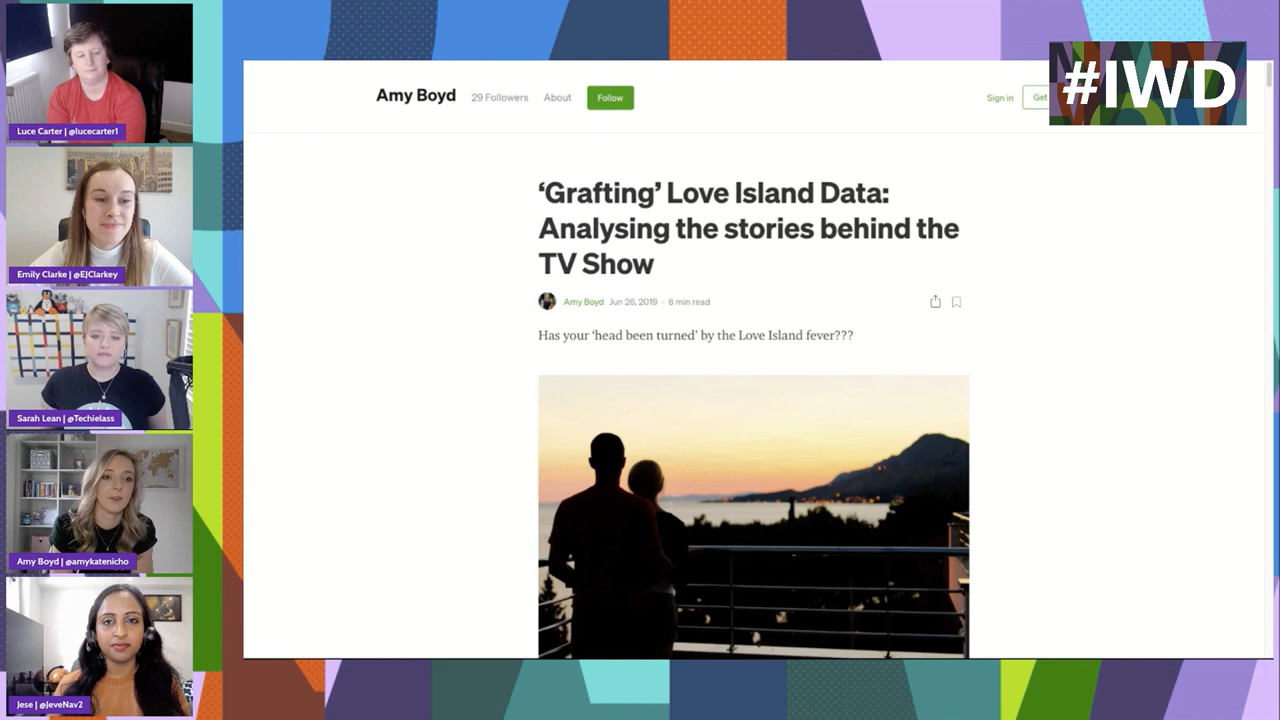 Luce Carter | @lucecarter1
Emily Clarke | @EJClarkey
Sarah Lean | @Techielass
Amy Boyd | @amykatenicho
Jese | @JeveNav2
#IWD
Amy Boyd 29 Followers About Follow
Sign in Get
‘Grafting’ Love Island Data:
Analysing the stories behind the
TV Show
Amy Boyd Jun 26, 2019 · 8 min read
Has your ‘head been turned’ by the Love Island fever???